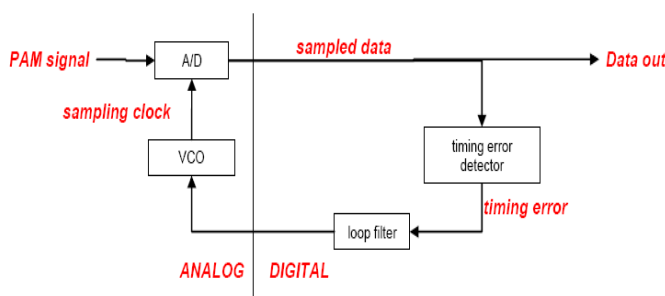 sampled data
PAM signal
A/D
Data out
sampling clock
VCO
timing error
detector
timing error
loop filter
ANALOG
DIGITAL